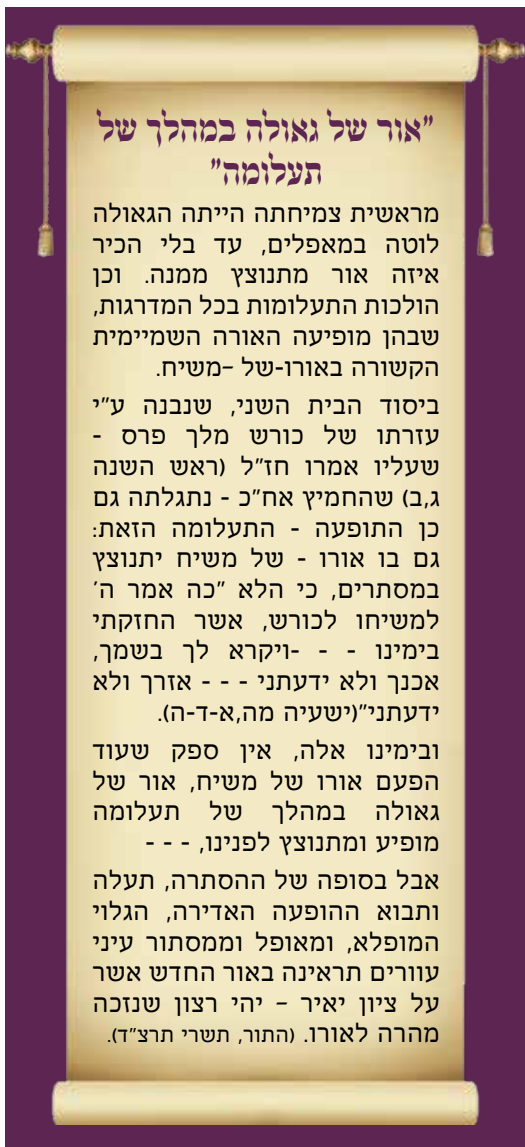 "אור של גאולה במהלך של
תעלומה"
מראשית צמיחתה הייתה הגאולה
לוטה במאפלים, עד בלי הכיר
איזה אור מתנוצץ ממנה. וכן
הולכות התעלומות בכל המדרגות,
שבהן מופיעה האורה השמיימית
הקשורה באורו-של –משיח.
ביסוד הבית השני, שנבנה ע"י
עזרתו של כורש מלך פרס -
שעליו אמרו חז"ל (ראש השנה
ג,ב) שהחמיץ אח"כ - נתגלתה גם
כן התופעה - התעלומה הזאת:
גם בו אורו - של משיח יתנוצץ
במסתרים, כי הלא "כה אמר ה'
למשיחו לכורש, אשר החזקתי
בימינו - - -ויקרא לך בשמך,
אכנך ולא ידעתני - - - אזרך ולא
ידעתני"(ישעיה מה,א-ד-ה).
ובימינו אלה, אין ספק שעוד
הפעם אורו של משיח, אור של
גאולה במהלך של תעלומה
מופיע ומתנוצץ לפנינו, - - -
אבל בסופה של ההסתרה, תעלה
ותבוא ההופעה האדירה, הגלוי
המופלא, ומאופל וממסתור עיני
עוורים תראינה באור החדש אשר
על ציון יאיר – יהי רצון שנזכה
מהרה לאורו. (התור, תשרי תרצ"ד).